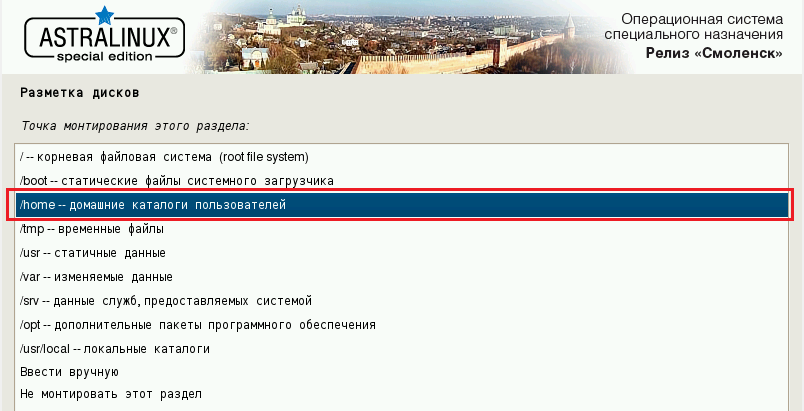 ASTRALINUX®
special edition
Операционная система
специального назначения
Релиз «Смоленск»
Разметка дисков
Точка монтирования этого раздела:
/ -- корневая файловая система (root file system)
/boot -- статические файлы системного загрузчика
/home -- домашние каталоги пользователей
/tmp -- временные файлы
/usr -- статичные данные
/var -- изменяемые данные
/srv -- данные служб, предоставляемых системой
/opt -- дополнительные пакеты программного обеспечения
/usr/local -- локальные каталоги
Ввести вручную
Не монтировать этот раздел